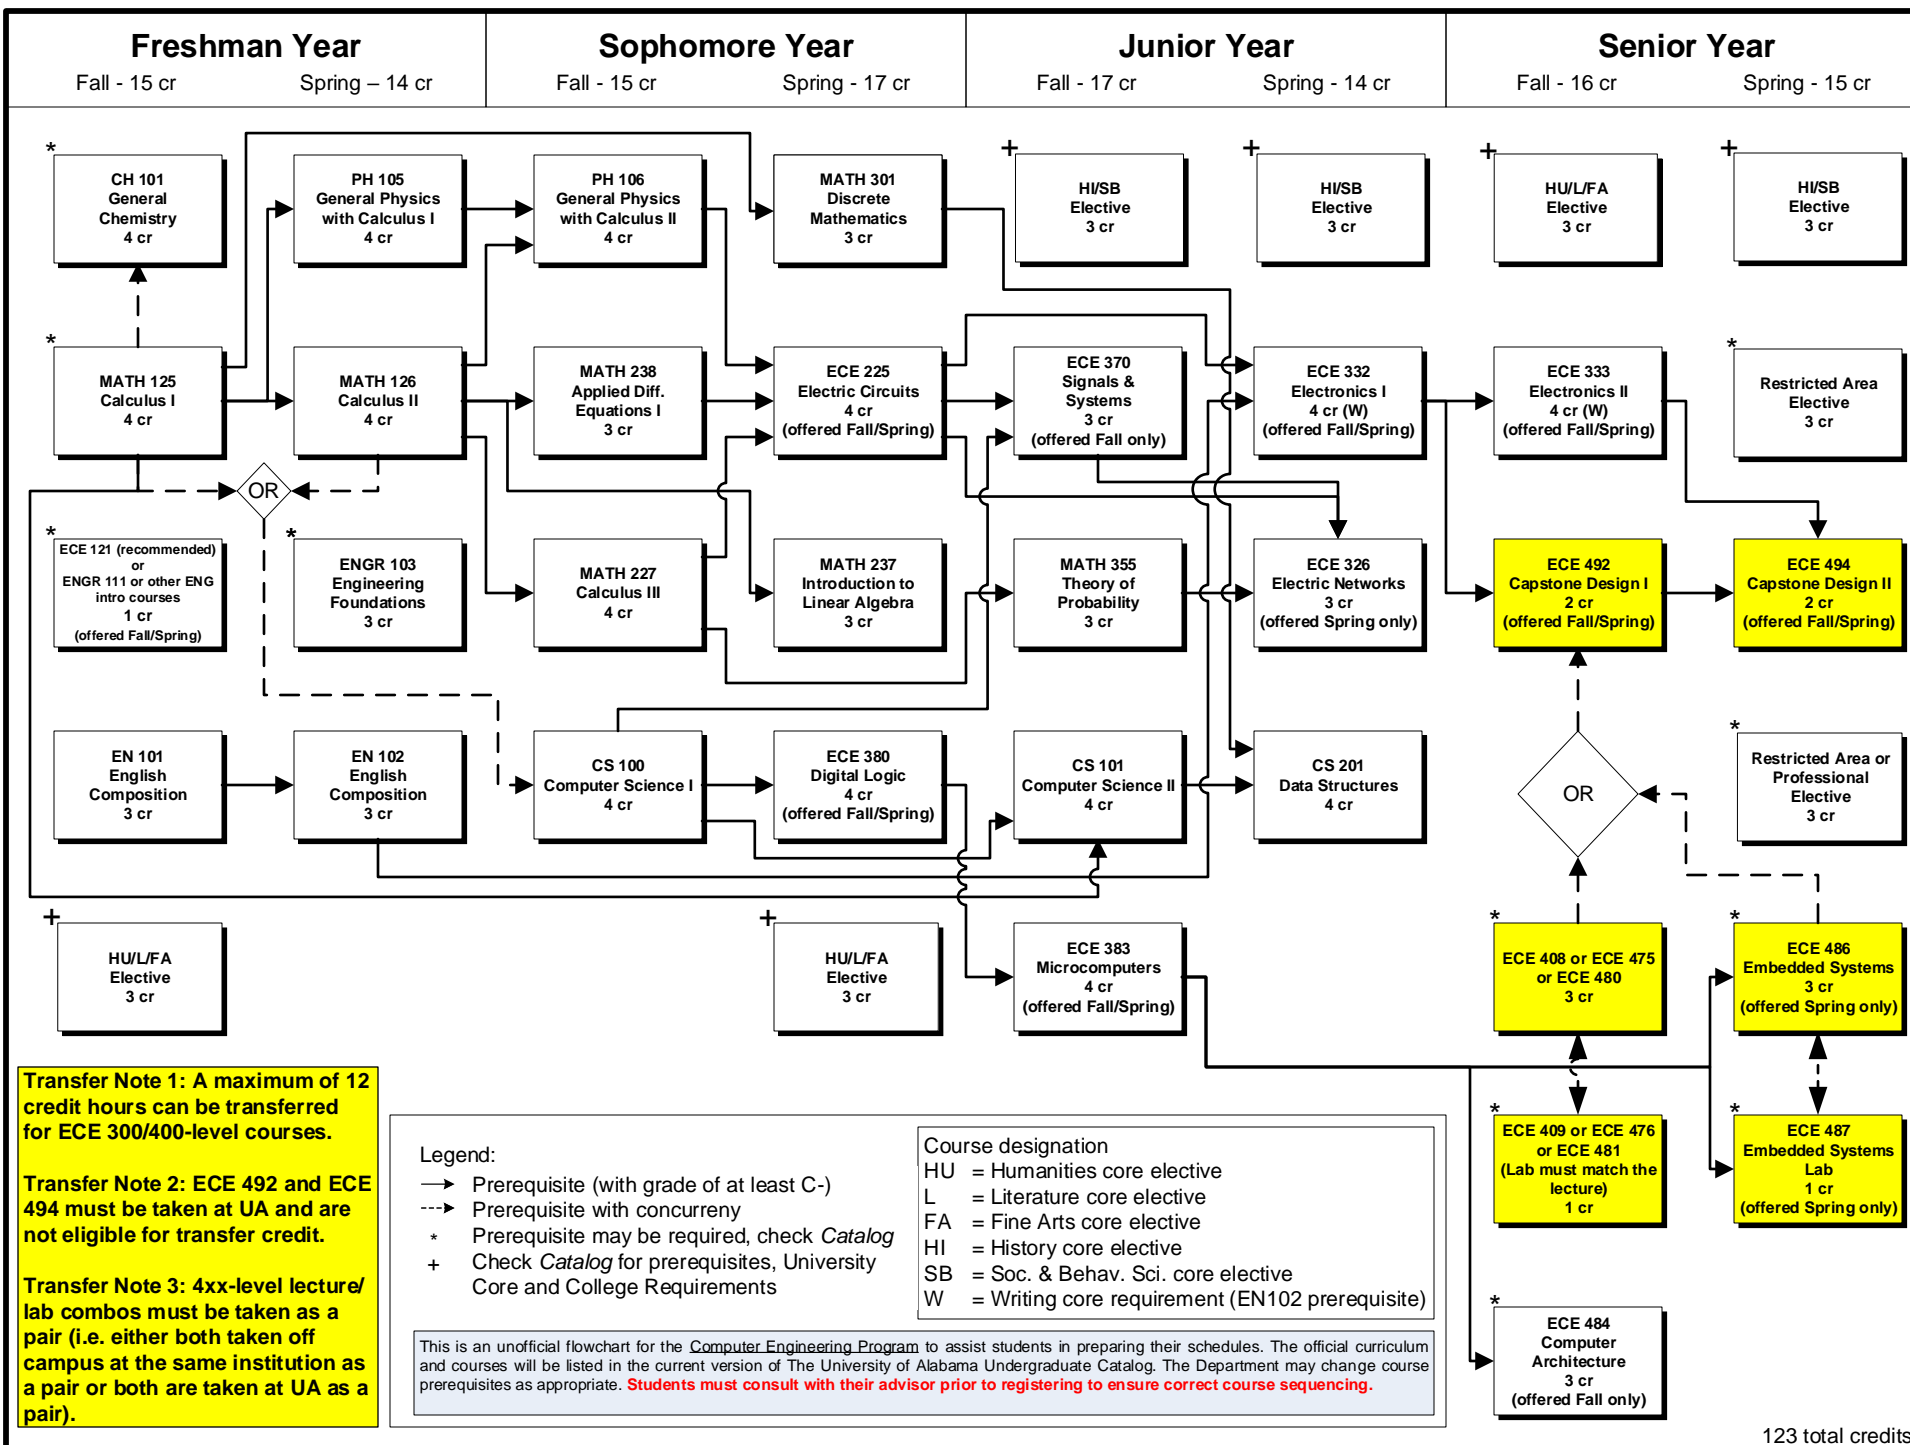 Freshman Year
Fall - 15 cr
Spring – 14 cr
Sophomore Year
Fall - 15 cr
Spring - 17 cr
Junior Year
Fall - 17 cr
Spring - 14 cr
Senior Year
Fall - 16 cr
Spring - 15 cr
*
CH 101
General
Chemistry
4 cr
PH 105
General Physics
with Calculus I
4 cr
PH 106
General Physics
with Calculus II
4 cr
MATH 301
Discrete
Mathematics
3 cr
+
HI/SB
Elective
3 cr
+
HI/SB
Elective
3 cr
+
HU/L/FA
Elective
3 cr
+
HI/SB
Elective
3 cr
*
MATH 125
Calculus I
4 cr
MATH 126
Calculus II
4 cr
MATH 238
Applied Diff.
Equations I
3 cr
ECE 225
Electric Circuits
4 cr
(offered Fall/Spring)
ECE 370
Signals &
Systems
3 cr
(offered Fall only)
ECE 332
Electronics I
4 cr (W)
(offered Fall/Spring)
ECE 333
Electronics II
4 cr (W)
(offered Fall/Spring)
*
Restricted Area
Elective
3 cr
OR
*
ECE 121 (recommended)
or
ENGR 111 or other ENG
intro courses
1 cr
(offered Fall/Spring)
*
ENGR 103
Engineering
Foundations
3 cr
MATH 227
Calculus III
4 cr
MATH 237
Introduction to
Linear Algebra
3 cr
MATH 355
Theory of
Probability
3 cr
ECE 326
Electric Networks
3 cr
(offered Spring only)
ECE 492
Capstone Design I
2 cr
(offered Fall/Spring)
ECE 494
Capstone Design II
2 cr
(offered Fall/Spring)
EN 101
English
Composition
3 cr
EN 102
English
Composition
3 cr
CS 100
Computer Science I
4 cr
ECE 380
Digital Logic
4 cr
(offered Fall/Spring)
CS 101
Computer Science II
4 cr
CS 201
Data Structures
4 cr
OR
*
Restricted Area or
Professional
Elective
3 cr
+
HU/L/FA
Elective
3 cr
+
HU/L/FA
Elective
3 cr
ECE 383
Microcomputers
4 cr
(offered Fall/Spring)
*
ECE 408 or ECE 475
or ECE 480
3 cr
*
ECE 486
Embedded Systems
3 cr
(offered Spring only)
*
ECE 409 or ECE 476
or ECE 481
(Lab must match the
lecture)
1 cr
*
ECE 487
Embedded Systems
Lab
1 cr
(offered Spring only)
*
ECE 484
Computer
Architecture
3 cr
(offered Fall only)
Transfer Note 1: A maximum of 12
credit hours can be transferred
for ECE 300/400-level courses.
Transfer Note 2: ECE 492 and ECE
494 must be taken at UA and are
not eligible for transfer credit.
Transfer Note 3: 4xx-level lecture/
lab combos must be taken as a
pair (i.e. either both taken off
campus at the same institution as
a pair or both are taken at UA as a
pair).
Legend:
Prerequisite (with grade of at least C-)
Prerequisite with concurreny
* Prerequisite may be required, check Catalog
+ Check Catalog for prerequisites, University
Core and College Requirements
Course designation
HU = Humanities core elective
L = Literature core elective
FA = Fine Arts core elective
HI = History core elective
SB = Soc. & Behav. Sci. core elective
W = Writing core requirement (EN102 prerequisite)
This is an unofficial flowchart for the Computer Engineering Program to assist students in preparing their schedules. The official curriculum
and courses will be listed in the current version of The University of Alabama Undergraduate Catalog. The Department may change course
prerequisites as appropriate. Students must consult with their advisor prior to registering to ensure correct course sequencing.
123 total credits